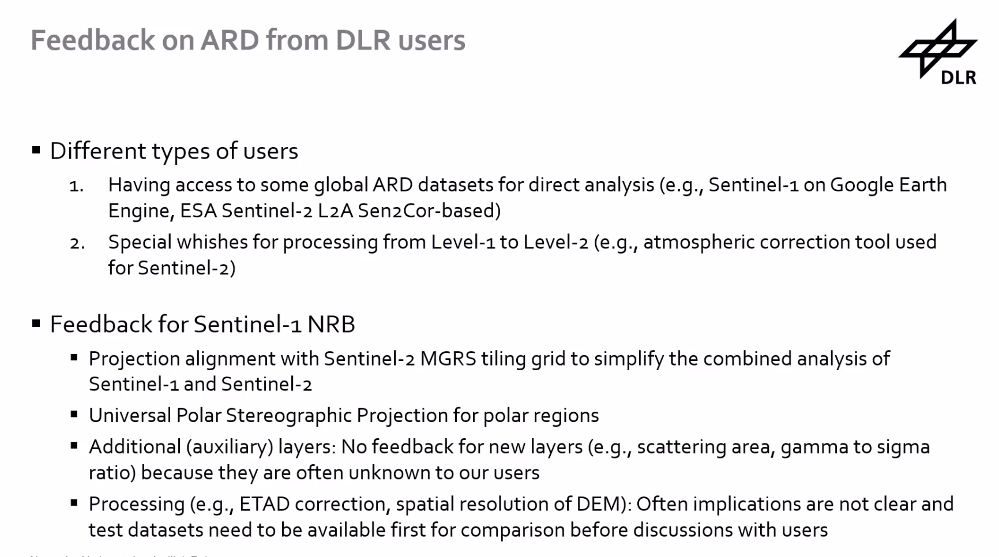 Feedback on ARD from DLR users
DLR
▪ Different types of users
1. Having access to some global ARD datasets for direct analysis (e.g., Sentinel-1 on Google Earth
Engine, ESA Sentinel-2 L2A Sen2Cor-based)
2. Special whishes for processing from Level-1 to Level-2 (e.g., atmospheric correction tool used
for Sentinel-2)
▪ Feedback for Sentinel-1 NRB
▪ Projection alignment with Sentinel-2 MGRS tiling grid to simplify the combined analysis of
Sentinel-1 and Sentinel-2
▪ Universal Polar Stereographic Projection for polar regions
▪ Additional (auxiliary) layers: No feedback for new layers (e.g., scattering area, gamma to sigma
ratio) because they are often unknown to our users
▪ Processing (e.g., ETAD correction, spatial resolution of DEM): Often implications are not clear and
test datasets need to be available first for comparison before discussions with users